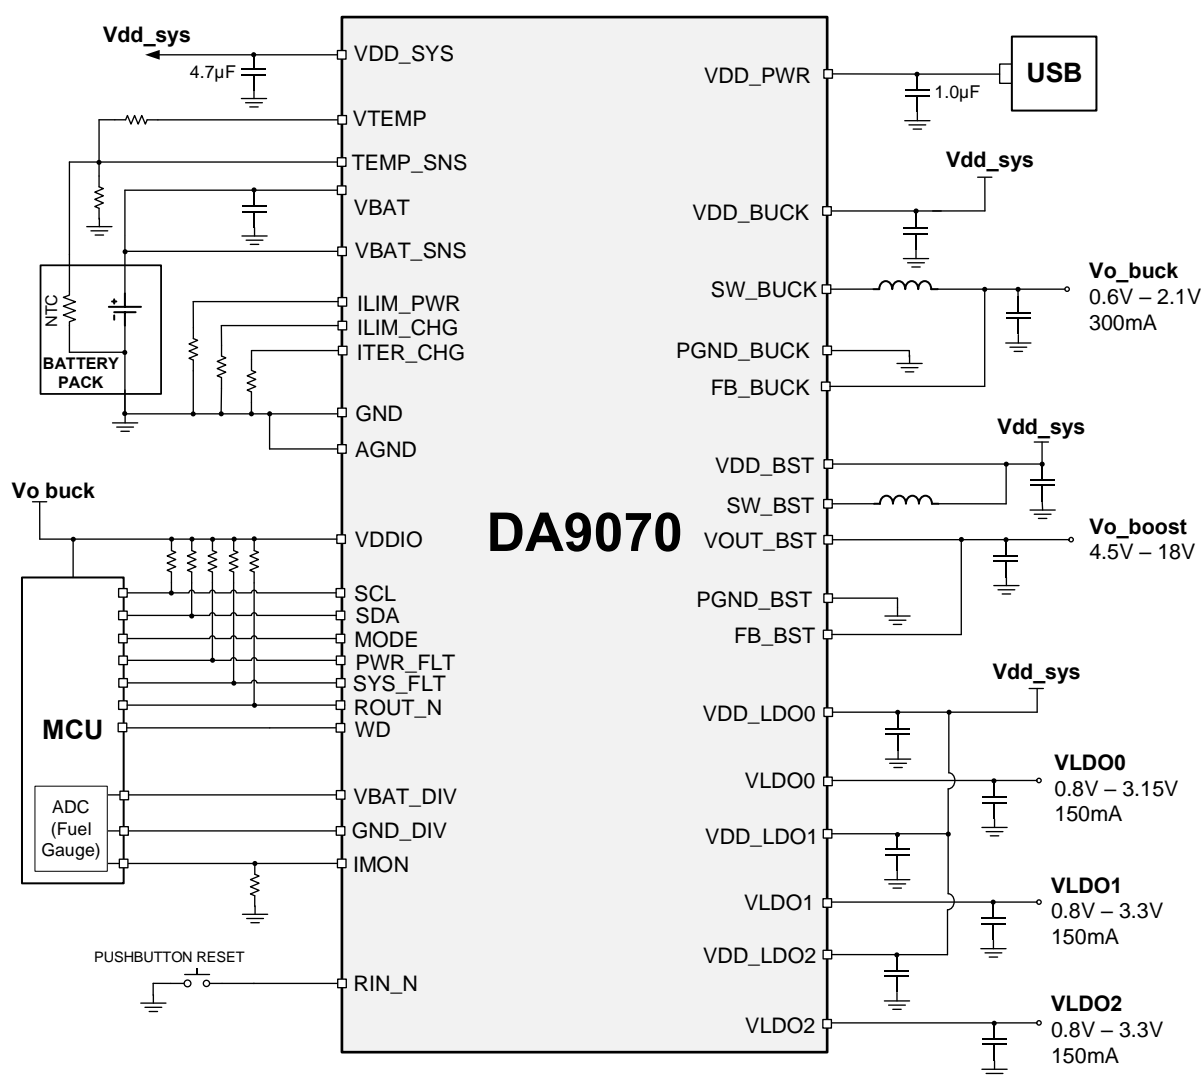 Vdd_sys
4.7µF
VDD_SYS
VTEMP
TEMP_SNS
VBAT
VBAT_SNS
NTC
+
-
BATTERY
PACK
ILIM_PWR
ILIM_CHG
ITER_CHG
GND
AGND
Vo buck
VDDIO
SCL
SDA
MODE
PWR_FLT
SYS_FLT
ROUT_N
WD
MCU
ADC
(Fuel
Gauge)
VBAT_DIV
GND_DIV
IMON
PUSHBUTTON RESET
RIN_N
DA9070
VDD_PWR
1.0µF
USB
Vdd_sys
VDD_BUCK
SW_BUCK
Vo_buck
0.6V – 2.1V
300mA
PGND_BUCK
FB_BUCK
Vdd_sys
VDD_BST
SW_BST
VOUT_BST
Vo_boost
4.5V – 18V
PGND_BST
FB_BST
Vdd_sys
VDD_LDO0
VLDO0
VLDO0
0.8V – 3.15V
150mA
VDD_LDO1
VLDO1
VLDO1
0.8V – 3.3V
150mA
VDD_LDO2
VLDO2
VLDO2
0.8V – 3.3V
150mA